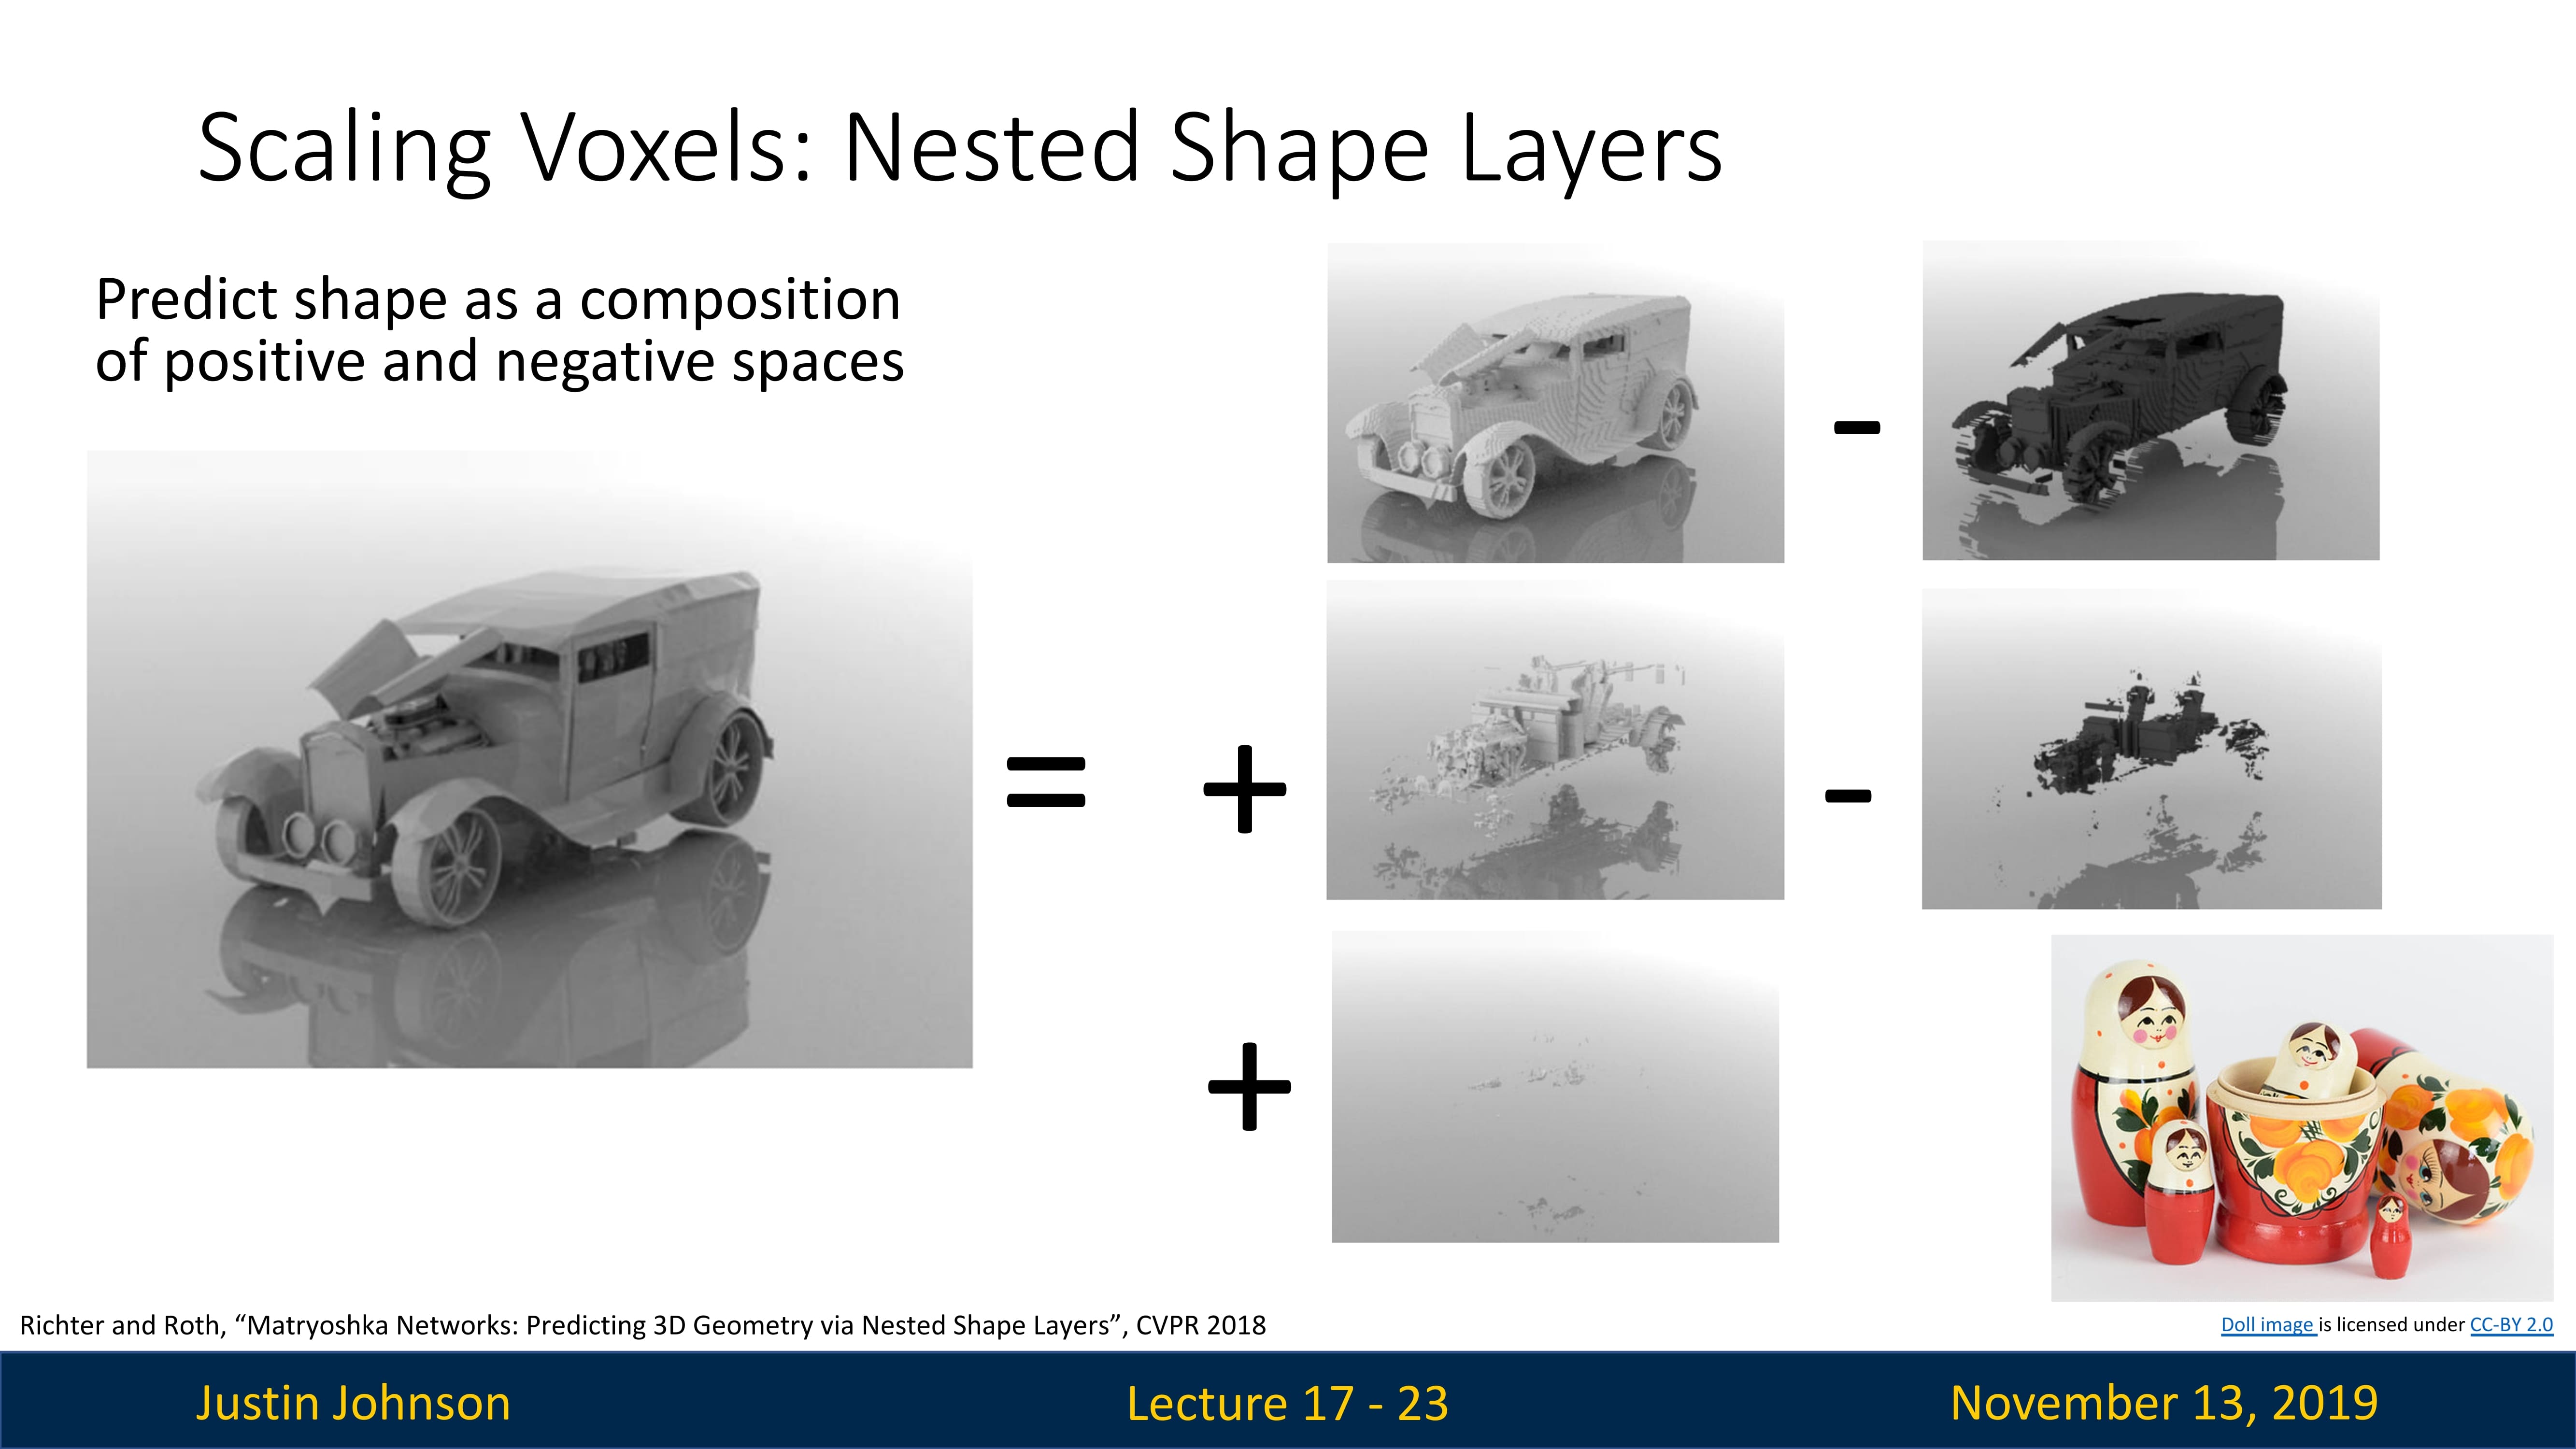 Scaling Voxels: Nested Shape Layers
Predict shape as a composition
of positive and negative spaces
-
= + -
+
Richter and Roth, “Matryoshka Networks: Predicting 3D Geometry via Nested Shape Layers”, CVPR 2018
Doll image is licensed under CC-BY 2.0
Justin Johnson
Lecture 17 - 23
November 13, 2019